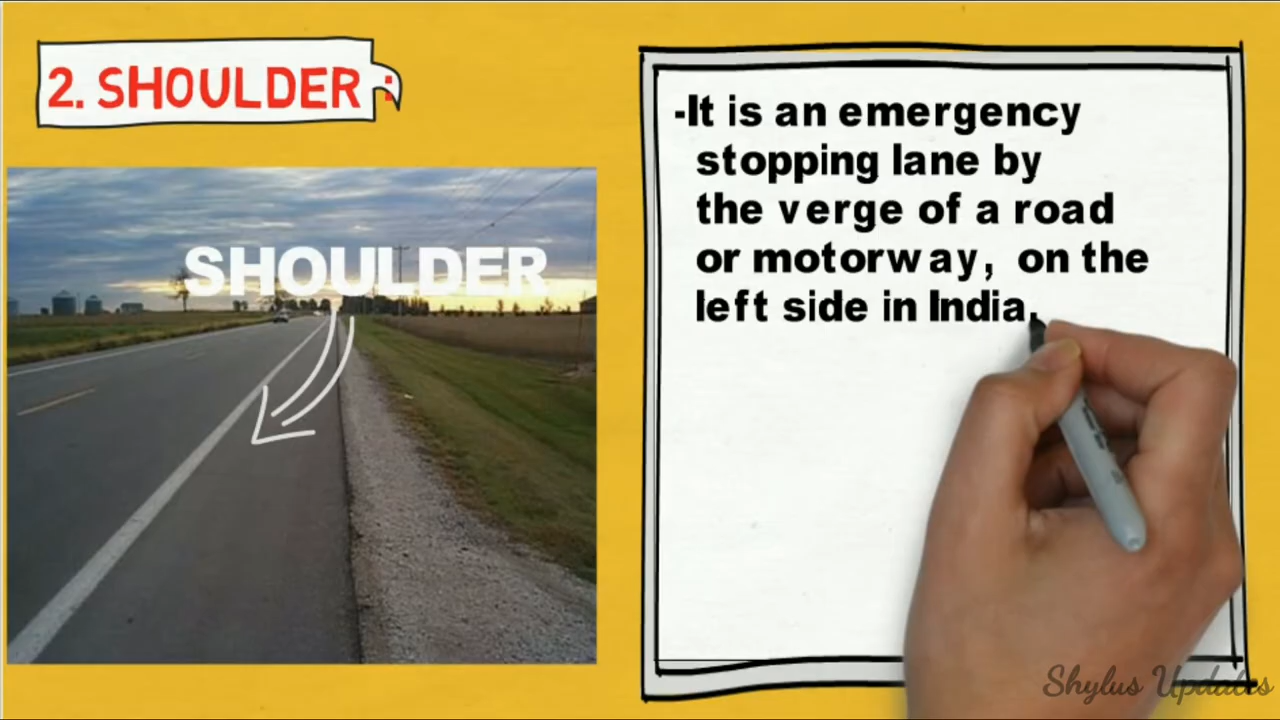 2. SHOULDER :
SHOULDER
-It is an emergency
stopping lane by
the verge of a road
or motorway, on the
left side in India.
Shylus Updates